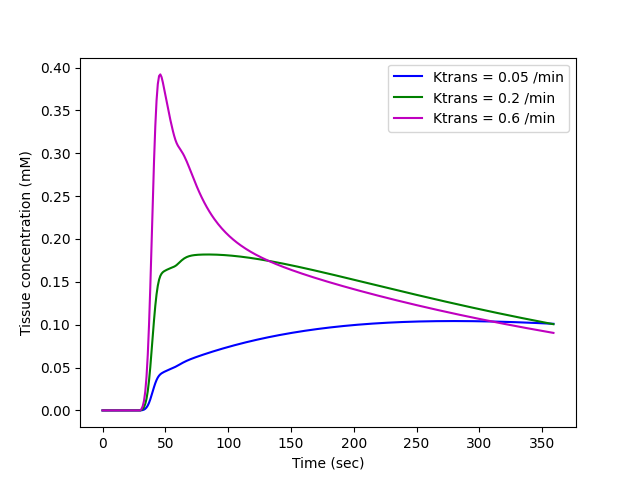 Ktrans = 0.05 /min
Ktrans = 0.2 /min
Ktrans = 0.6 /min
Tissue concentration (mM)
0.40
0.35
0.30
0.25
0.20
0.15
0.10
0.05
0.00
0 50 100 150 200 250 300 350
Time (sec)